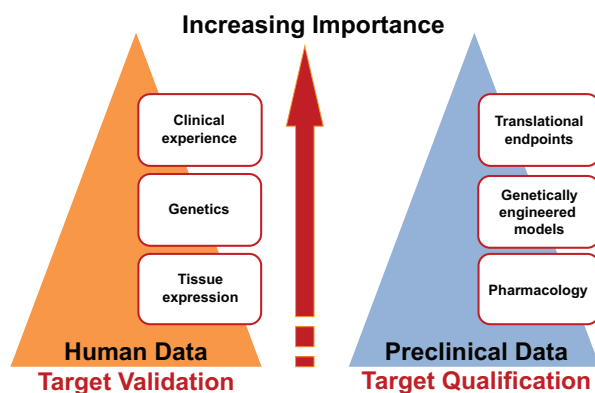 Increasing Importance
Clinical
experience
Genetics
Tissue
expression
Human Data
Target Validation
Translational
endpoints
Genetically
engineered
models
Pharmacology
Preclinical Data
Target Qualification